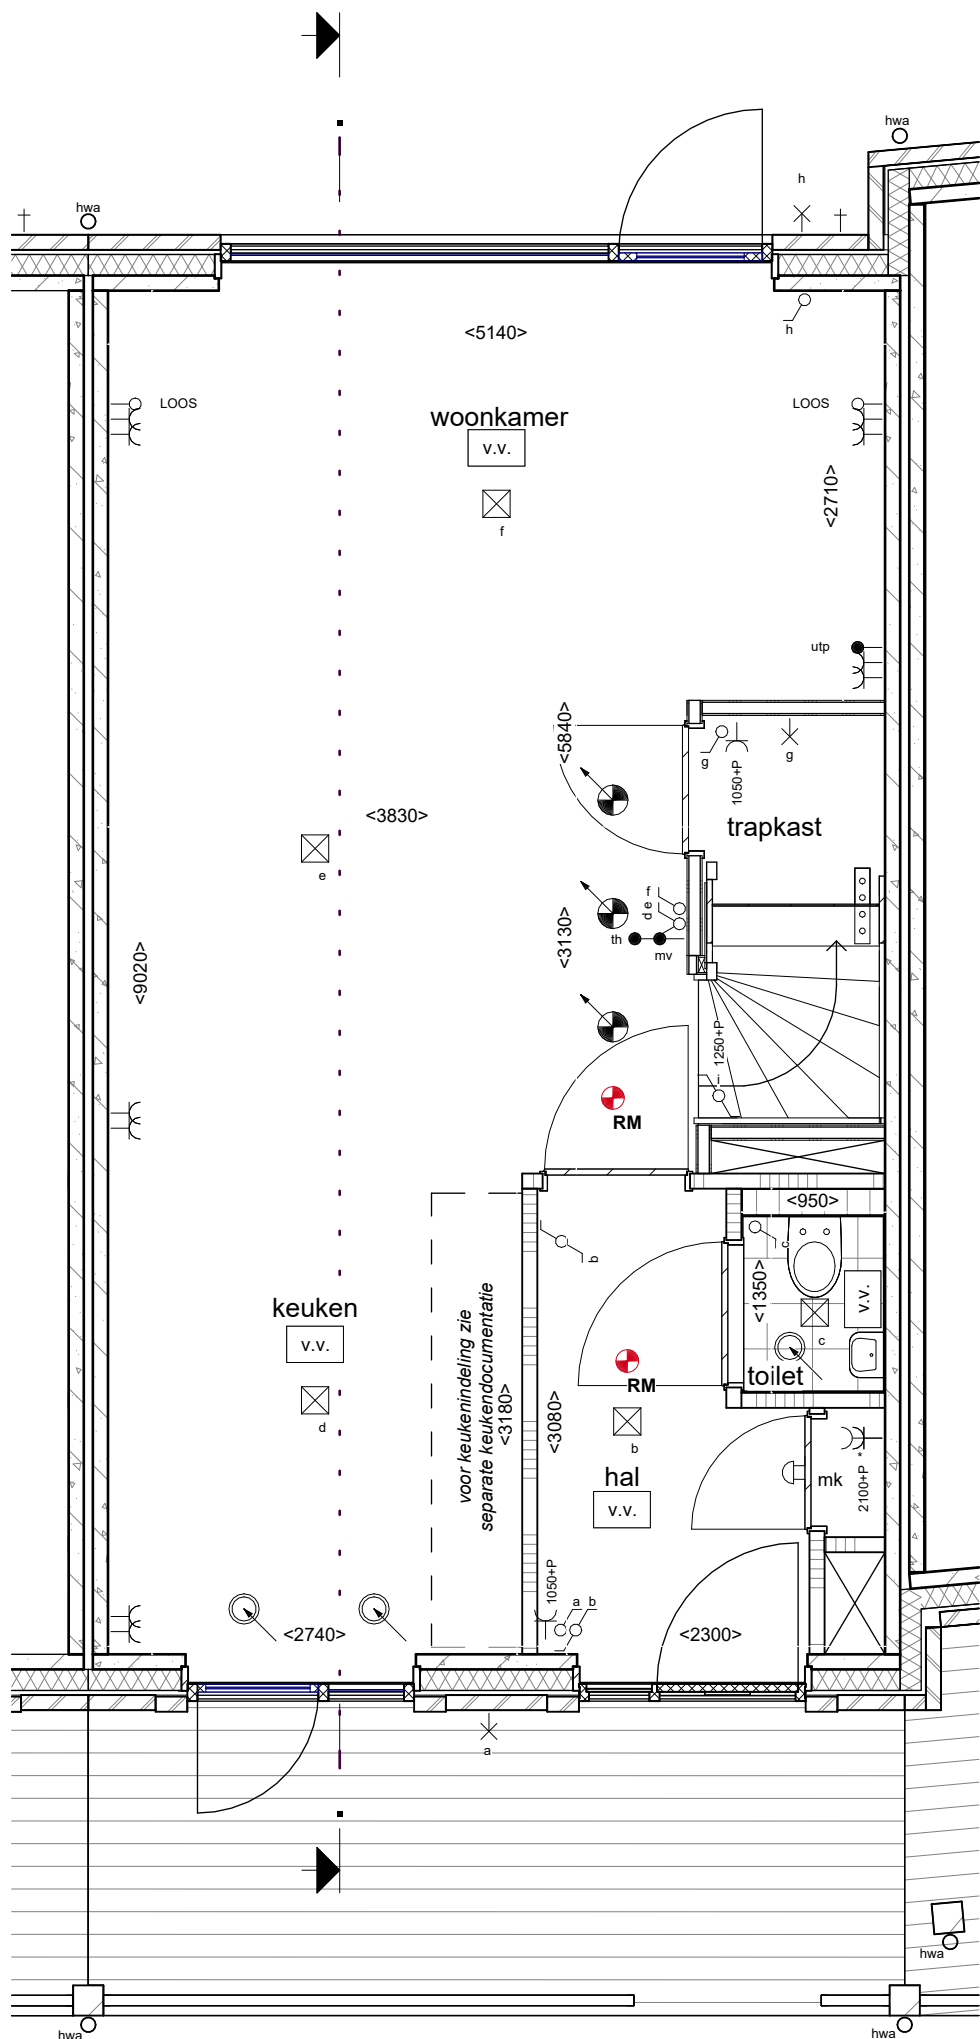 hwa
h
hwa
h
<5140>
LOOS
LOOS
woonkamer
v.v.
<2710>
f
utp
<5840>
g
1050+P
g
<3830>
trapkast
e
f
d e
th
mv
<3130>
<9020>
1250+P
i
RM
<950>
b
c
<1350>
v.v.
keuken
v.v.
c
toilet
RM
d
voor keukenindeling zie
separate keukendocumentatie
<3180>
<3080>
b
hal
v.v.
mk
2100+P *
1050+P
a b
<2740>
<2300>
a
hwa
hwa
hwa